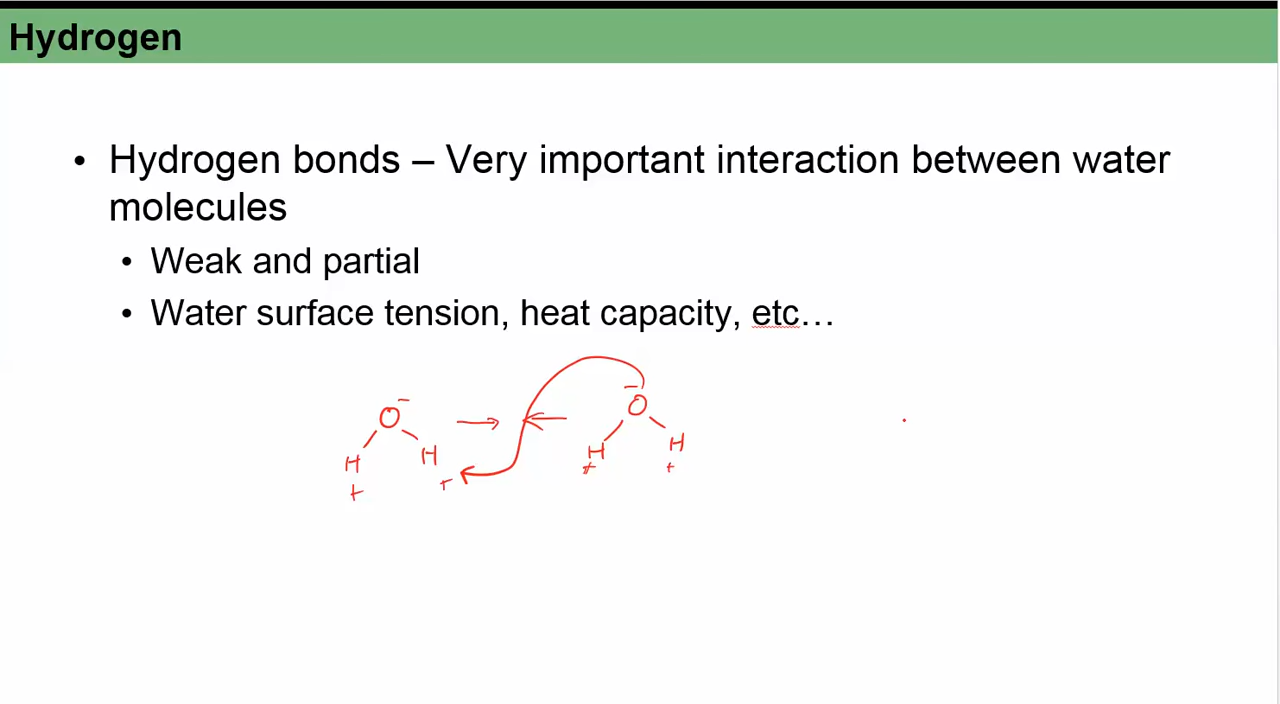 Hydrogen
• Hydrogen bonds – Very important interaction between water
molecules
• Weak and partial
• Water surface tension, heat capacity, etc…
O⁻ → ← O⁻
H H H H
+ + + +